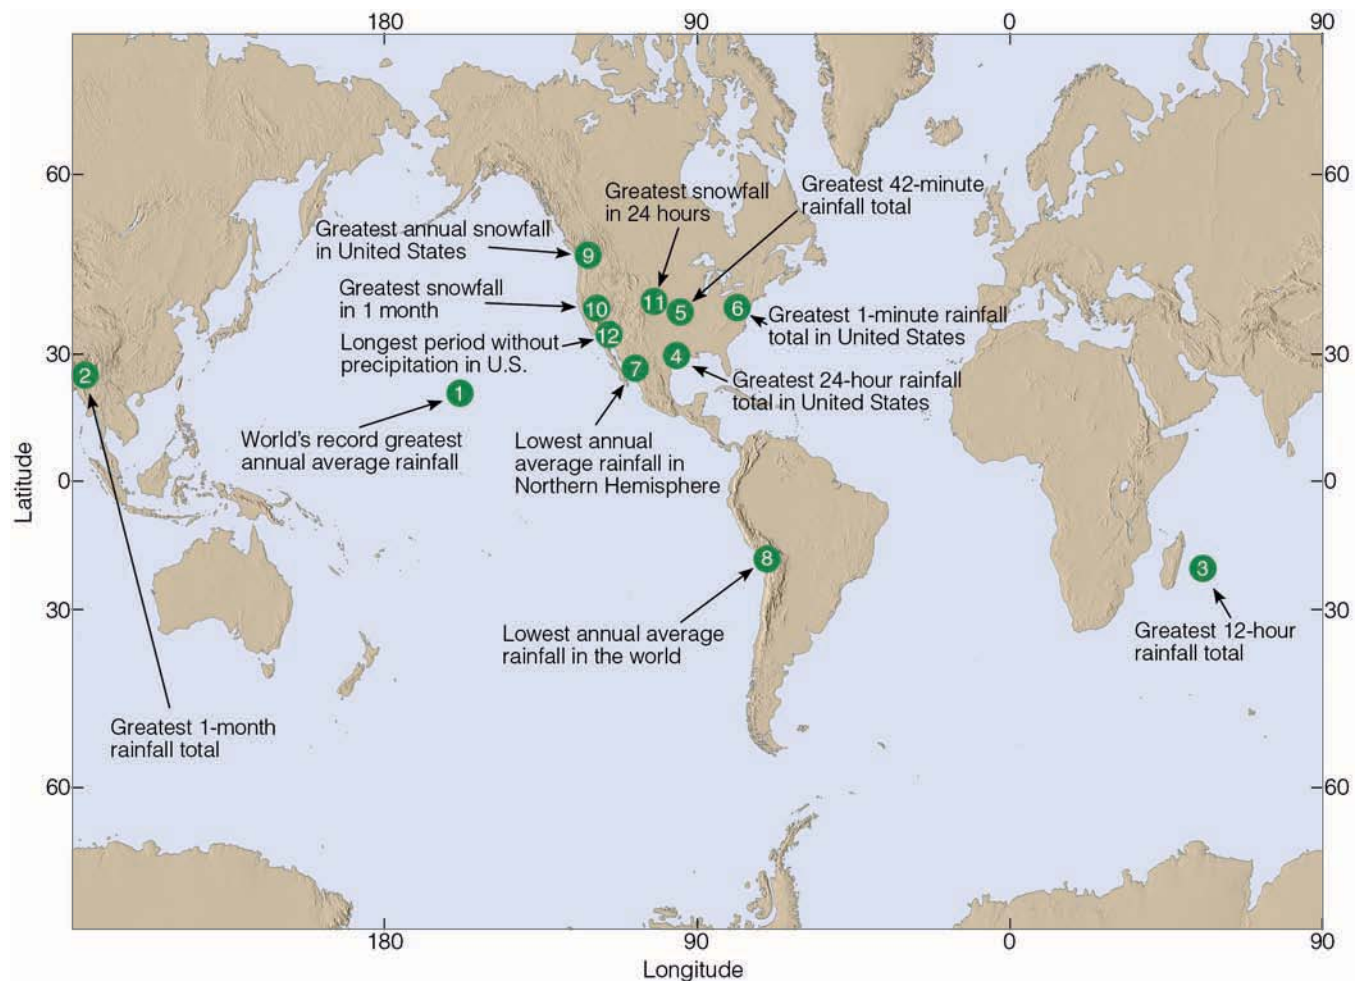 180
90
0
90
60
60
Greatest snowfall
in 24 hours
Greatest 42-minute
rainfall total
Greatest annual snowfall
in United States
9
Greatest snowfall
in 1 month
10
11
5
6
Greatest 1-minute rainfall
total in United States
Longest period without
precipitation in U.S.
12
30
30
2
7
4
Greatest 24-hour rainfall
total in United States
1
World's record greatest
annual average rainfall
Lowest annual
average rainfall in
Northern Hemisphere
Latitude
0
0
8
3
30
30
Lowest annual average
rainfall in the world
Greatest 12-hour
rainfall total
Greatest 1-month
rainfall total
60
60
180
90
0
90
Longitude